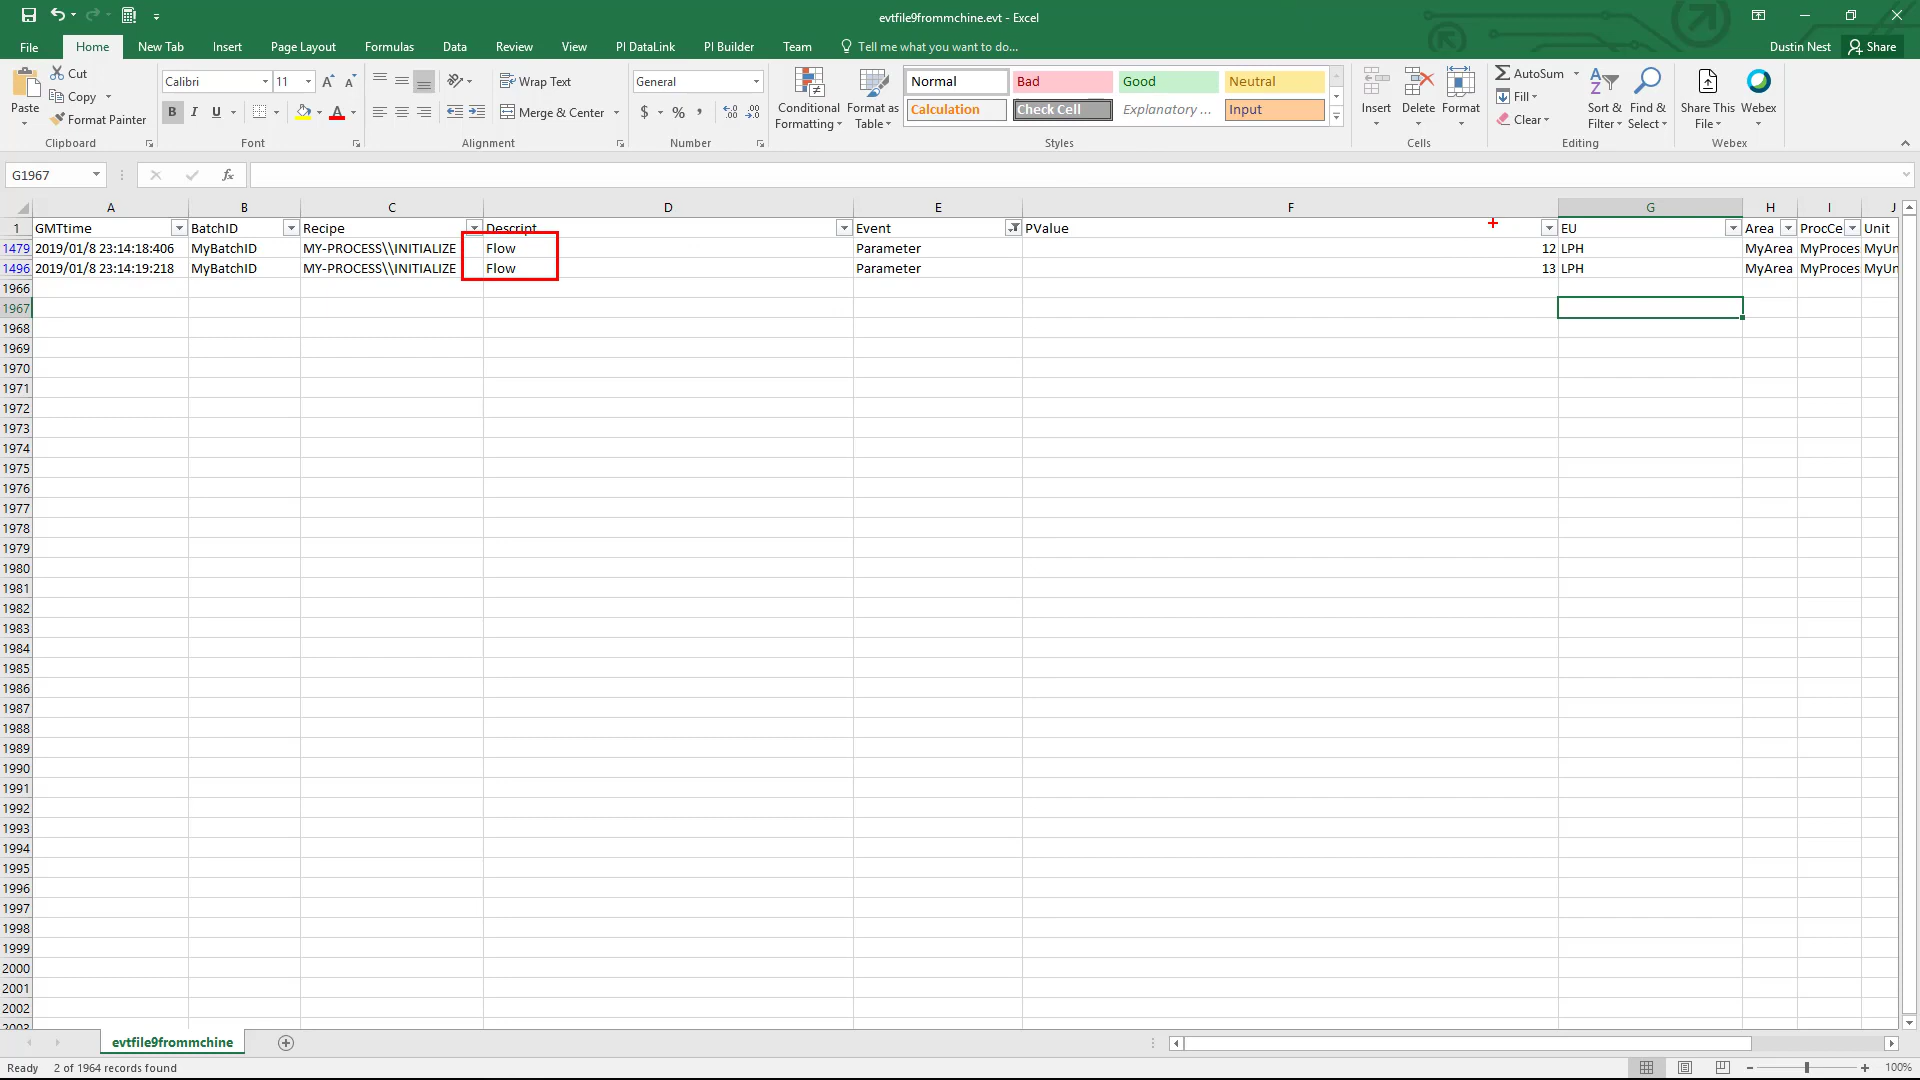 evtfile9frommchine.evt - Excel
File Home New Tab Insert Page Layout Formulas Data Review View PI DataLink PI Builder Team Tell me what you want to do... Dustin Nest Share
Paste
Cut
Copy
Format Painter
Clipboard
Calibri 11
B I U
Font
Wrap Text
Merge & Center
Alignment
General
$ %
Number
Conditional Formatting
Format as Table
Normal Bad Good Neutral
Calculation Check Cell Explanatory ... Input
Styles
Insert Delete Format
Cells
AutoSum
Fill
Clear
Sort & Filter
Find & Select
Editing
Share This File
Webex
Webex
G1967 fx
A B C D E F G H I J
1 GMTtime BatchID Recipe Descript Event PValue EU Area ProcCe Unit
1479 2019/01/8 23:14:18:406 MyBatchID MY-PROCESS\\INITIALIZE Flow Parameter 12 LPH MyArea MyProces MyUn
1496 2019/01/8 23:14:19:218 MyBatchID MY-PROCESS\\INITIALIZE Flow Parameter 13 LPH MyArea MyProces MyUn
1966
1967
1968
1969
1970
1971
1972
1973
1974
1975
1976
1977
1978
1979
1980
1981
1982
1983
1984
1985
1986
1987
1988
1989
1990
1991
1992
1993
1994
1995
1996
1997
1998
1999
2000
2001
2002
2003
evtfile9frommchine
Ready 2 of 1964 records found 100%